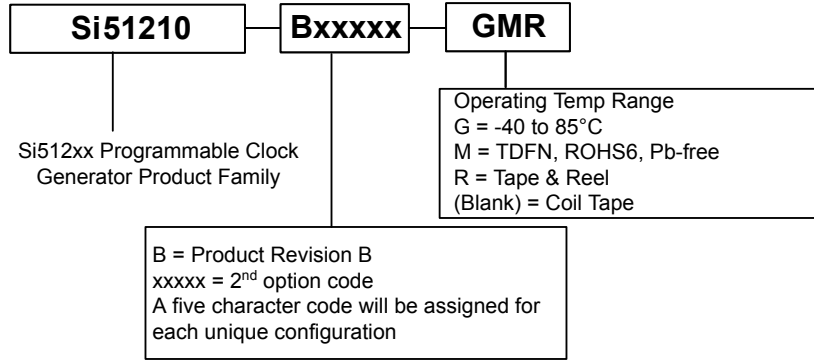 Si51210
Bxxxxx
GMR
Operating Temp Range
G = -40 to 85°C
M = TDFN, ROHS6, Pb-free
R = Tape & Reel
(Blank) = Coil Tape
Si512xx Programmable Clock
Generator Product Family
B = Product Revision B
xxxxx = 2nd option code
A five character code will be assigned for
each unique configuration